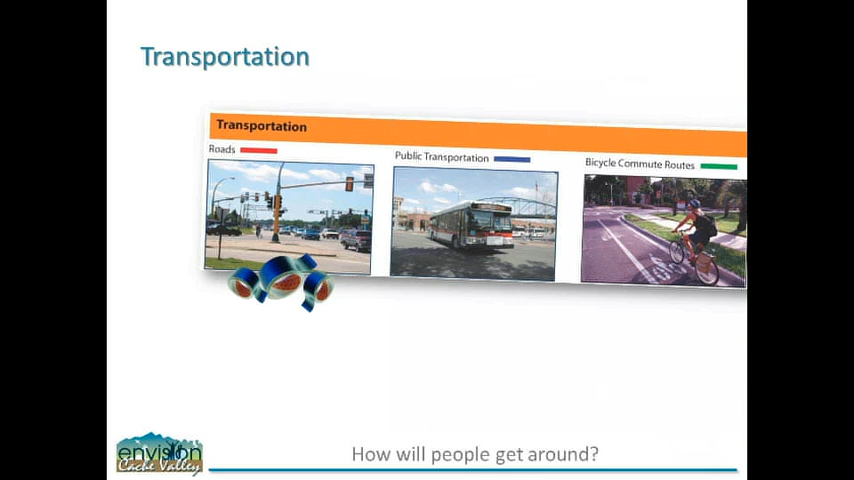 Transportation
Transportation
Roads
Public Transportation
Bicycle Commute Routes
How will people get around?
envision
Cache Valley